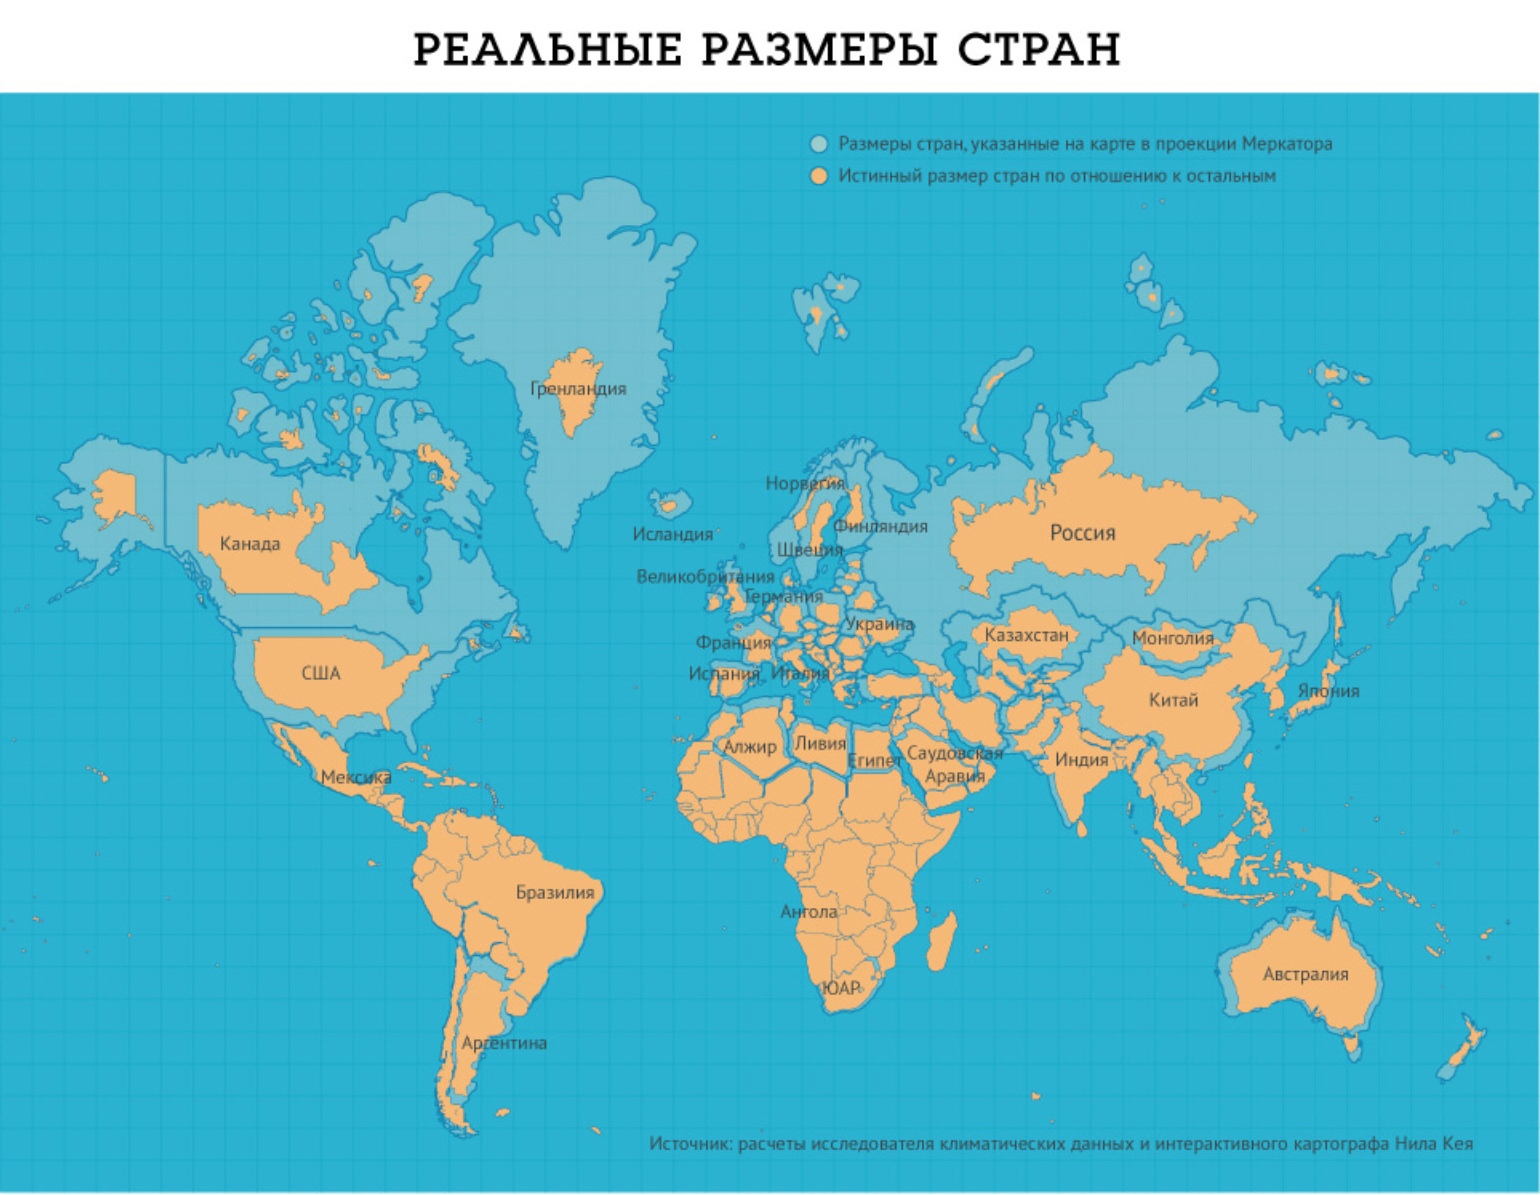 РЕАЛЬНЫЕ РАЗМЕРЫ СТРАН
Размеры стран, указанные на карте в проекции Меркатора
Истинный размер стран по отношению к остальным
Гренландия
Норвегия
Исландия
Финляндия
Россия
Канада
Швеция
Великобритания
Германия
Украина
Казахстан
Монголия
Франция
США
Испания
Италия
Китай
Япония
Алжир
Ливия
Египет
Саудовская
Аравия
Индия
Мексика
Бразилия
Ангола
ЮАР
Австралия
Аргентина
Источник: расчеты исследователя климатических данных и интерактивного картографа Нила Кея